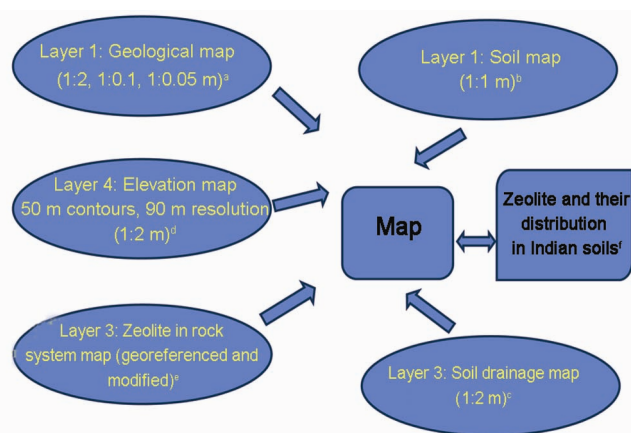 Layer 1: Geological map
(1:2, 1:0.1, 1:0.05 m)ᵃ
Layer 1: Soil map
(1:1 m)ᵇ
Layer 4: Elevation map
50 m contours, 90 m resolution
(1:2 m)ᵈ
Map
Zeolite and their
distribution
in Indian soilsᶠ
Layer 3: Zeolite in rock
system map (georeferenced and
modified)ᵉ
Layer 3: Soil drainage map
(1:2 m)ᶜ